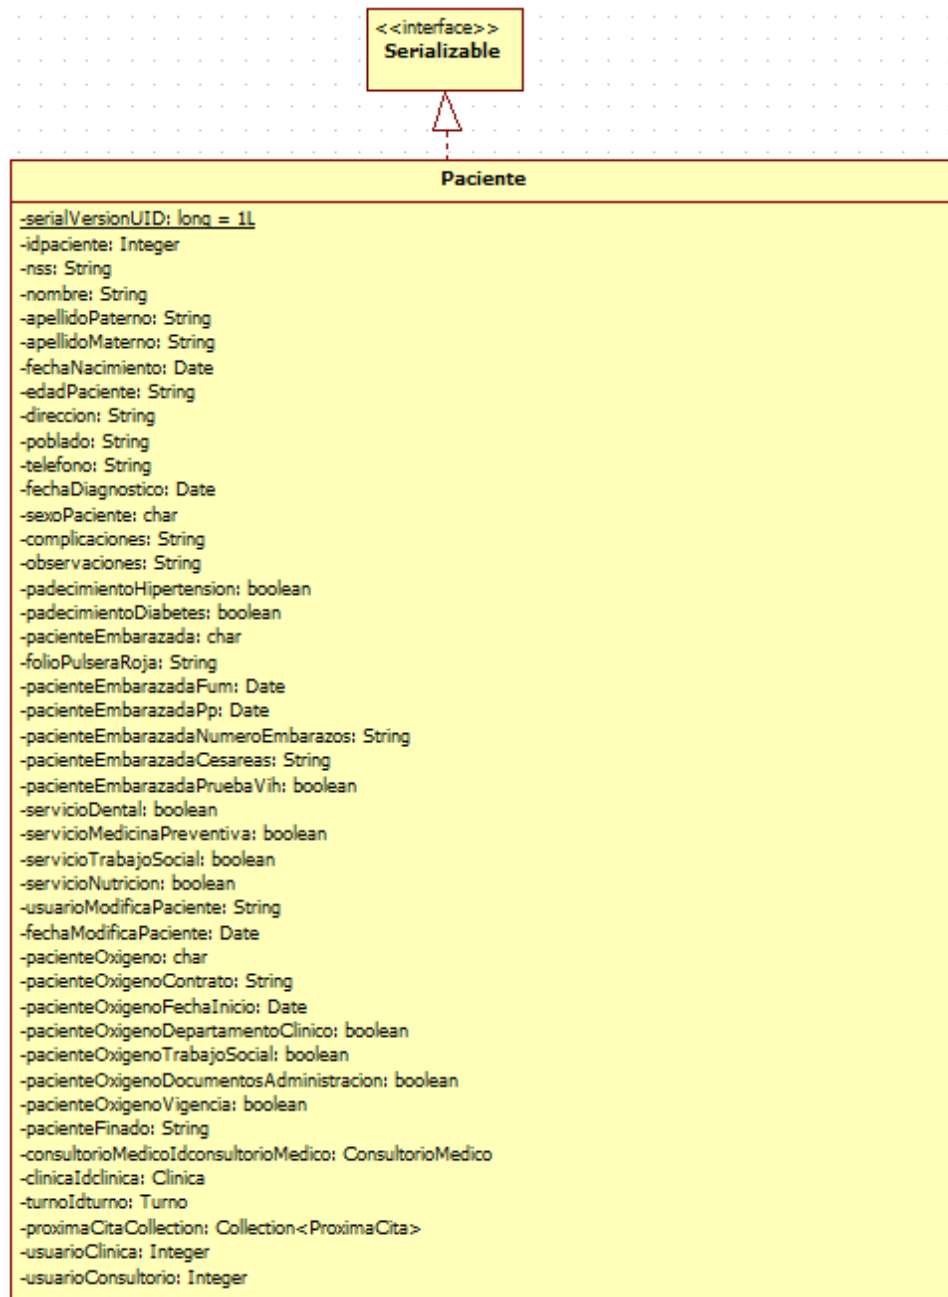 <<interface>>
Serializable
Paciente
-serialVersionUID: long = 1L
-idpaciente: Integer
-nss: String
-nombre: String
-apellidoPaterno: String
-apellidoMaterno: String
-fechaNacimiento: Date
-edadPaciente: String
-direccion: String
-poblado: String
-telefono: String
-fechaDiagnostico: Date
-sexoPaciente: char
-complicaciones: String
-observaciones: String
-padecimientoHipertension: boolean
-padecimientoDiabetes: boolean
-pacienteEmbarazada: char
-folioPulseraRoja: String
-pacienteEmbarazadaFum: Date
-pacienteEmbarazadaPp: Date
-pacienteEmbarazadaNumeroEmbarazos: String
-pacienteEmbarazadaCesareas: String
-pacienteEmbarazadaPruebaVih: boolean
-servicioDental: boolean
-servicioMedicinaPreventiva: boolean
-servicioTrabajoSocial: boolean
-servicioNutricion: boolean
-usuarioModificaPaciente: String
-fechaModificaPaciente: Date
-pacienteOxigeno: char
-pacienteOxigenoContrato: String
-pacienteOxigenoFechaInicio: Date
-pacienteOxigenoDepartamentoClinico: boolean
-pacienteOxigenoTrabajoSocial: boolean
-pacienteOxigenoDocumentosAdministracion: boolean
-pacienteOxigenoVigencia: boolean
-pacienteFinado: String
-consultorioMedicoIdconsultorioMedico: ConsultorioMedico
-clinicaIdclinica: Clinica
-turnoIdturno: Turno
-proximaCitaCollection: Collection<ProximaCita>
-usuarioClinica: Integer
-usuarioConsultorio: Integer